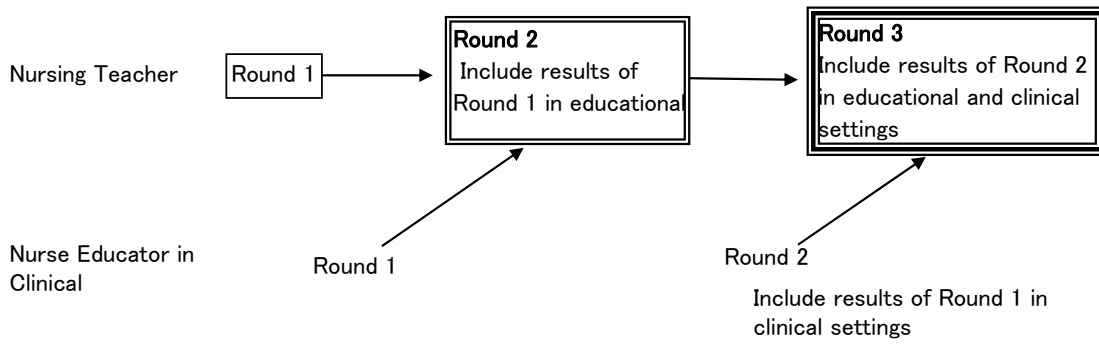 Nursing Teacher
Round 1
Round 2
Include results of
Round 1 in educational
Round 3
Include results of Round 2
in educational and clinical
settings
Nurse Educator in
Clinical
Round 1
Round 2
Include results of Round 1 in
clinical settings